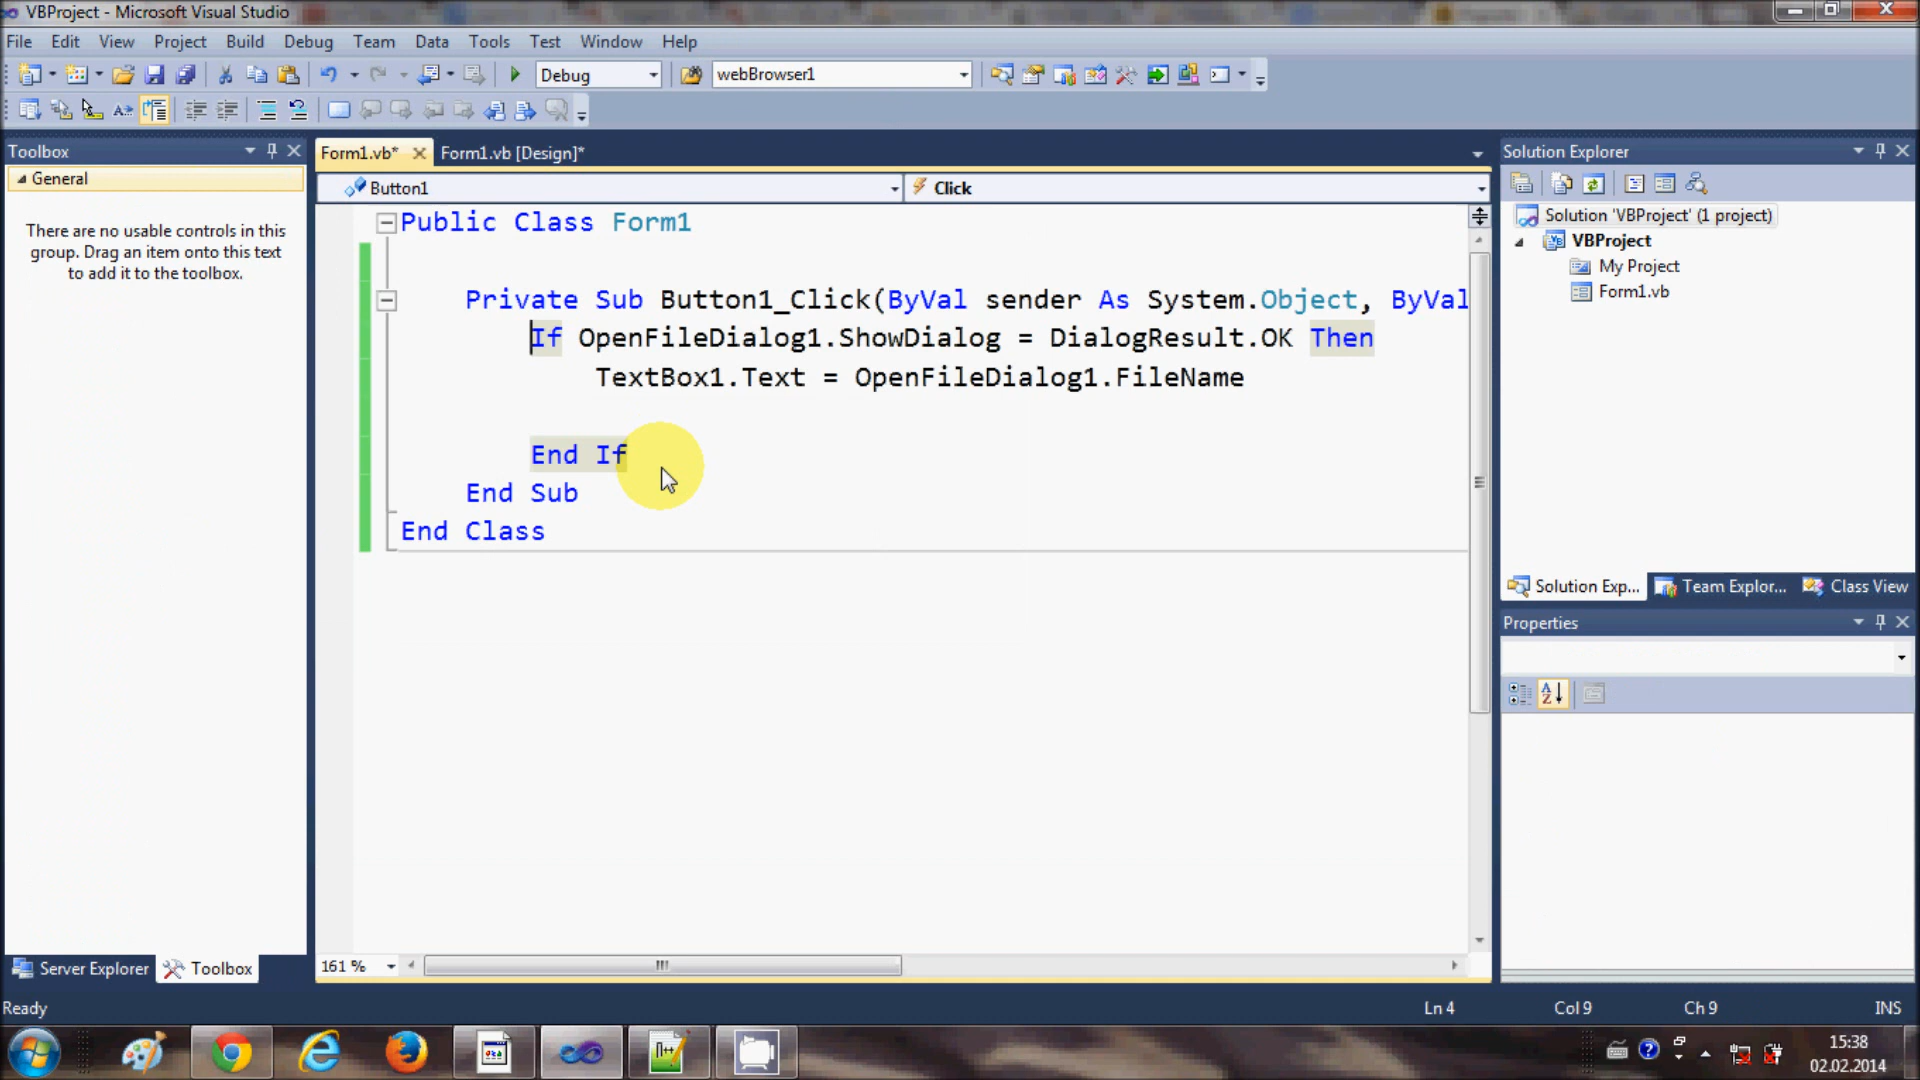 VBProject - Microsoft Visual Studio
File Edit View Project Build Debug Team Data Tools Test Window Help
Debug webBrowser1
Toolbox
General
There are no usable controls in this
group. Drag an item onto this text
to add it to the toolbox.
Server Explorer Toolbox
Form1.vb* Form1.vb [Design]*
Button1 Click
Public Class Form1
Private Sub Button1_Click(ByVal sender As System.Object, ByVal
If OpenFileDialog1.ShowDialog = DialogResult.OK Then
TextBox1.Text = OpenFileDialog1.FileName
End If
End Sub
End Class
161 %
Solution Explorer
Solution 'VBProject' (1 project)
VBProject
My Project
Form1.vb
Solution Exp... Team Explor... Class View
Properties
Ready Ln 4 Col 9 Ch 9 INS
15:38
02.02.2014